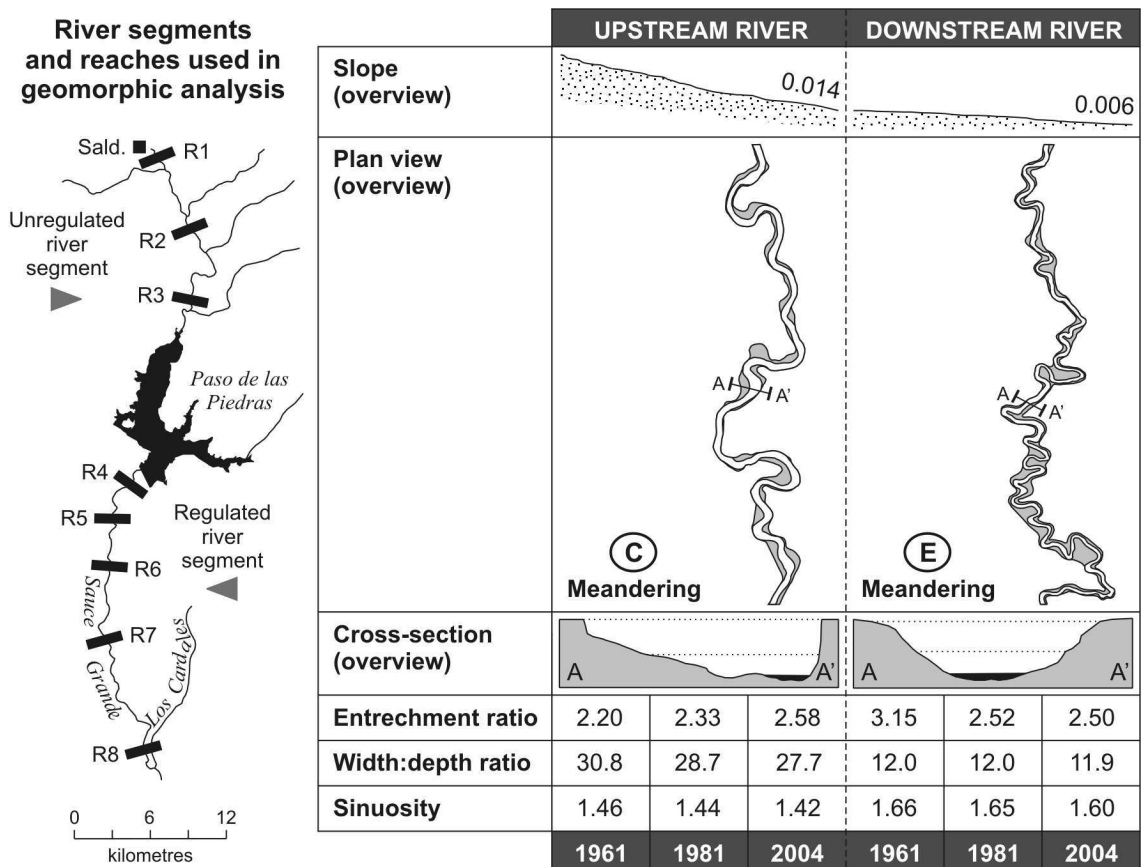 River segments
and reaches used in
geomorphic analysis
Sald.
R1
Unregulated
river
segment
R2
R3
Paso de las
Piedras
R4
R5
Regulated
river
segment
R6
Sauce
Grande
R7
Los Cardales
R8
0 6 12
kilometres
UPSTREAM RIVER DOWNSTREAM RIVER
Slope
(overview)
0.014
0.006
Plan view
(overview)
A A'
A A'
C
Meandering
E
Meandering
Cross-section
(overview)
A A' A A'
Entrechment ratio 2.20 2.33 2.58 3.15 2.52 2.50
Width:depth ratio 30.8 28.7 27.7 12.0 12.0 11.9
Sinuosity 1.46 1.44 1.42 1.66 1.65 1.60
1961 1981 2004 1961 1981 2004